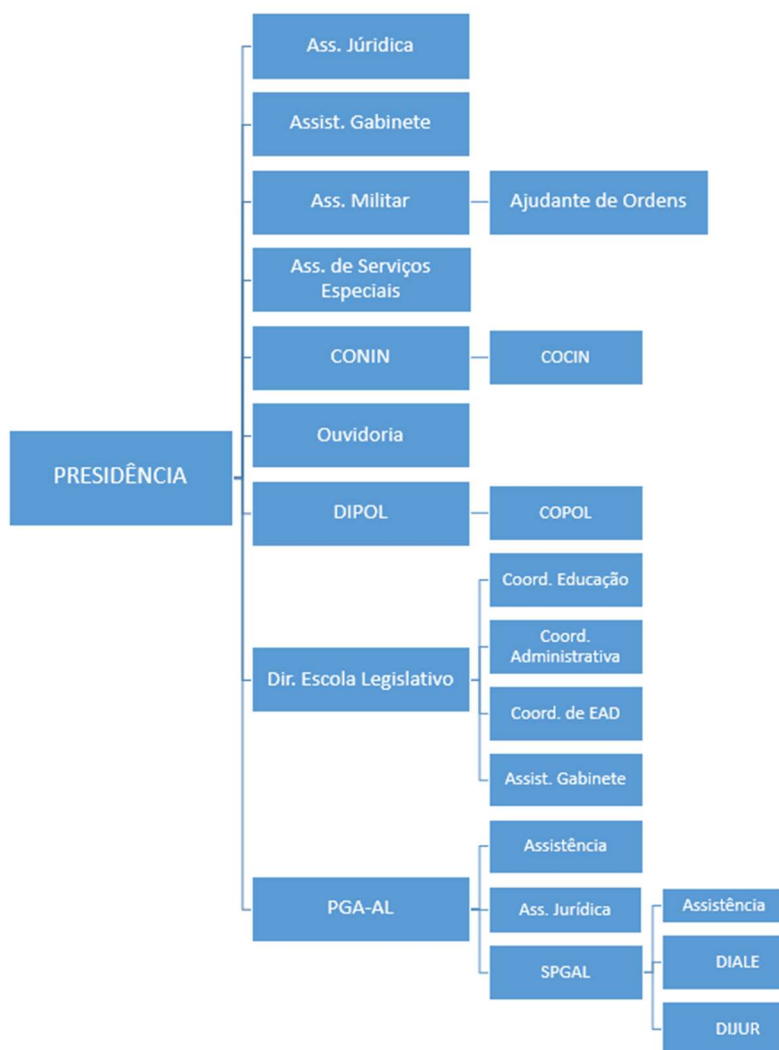 Ass. Júridica
Assist. Gabinete
Ass. Militar
Ajudante de Ordens
Ass. de Serviços
Especiais
CONIN
COCIN
Ouvidoria
PRESIDÊNCIA
DIPOL
COPOL
Coord. Educação
Coord.
Administrativa
Dir. Escola Legislativo
Coord. de EAD
Assist. Gabinete
Assistência
PGA-AL
Ass. Jurídica
Assistência
SPGAL
DIALE
DIJUR